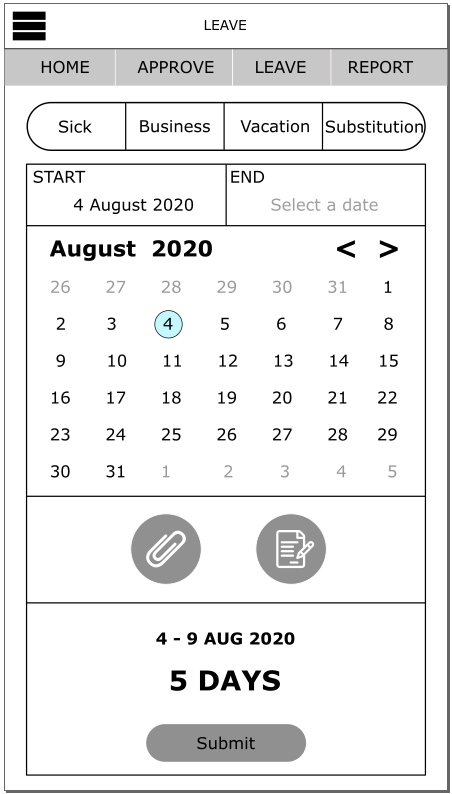 LEAVE
HOME APPROVE LEAVE REPORT
Sick Business Vacation Substitution
START END
4 August 2020 Select a date
August 2020 < >
26 27 28 29 30 31 1
2 3 4 5 6 7 8
9 10 11 12 13 14 15
16 17 18 19 20 21 22
23 24 25 26 27 28 29
30 31 1 2 3 4 5
4 - 9 AUG 2020
5 DAYS
Submit